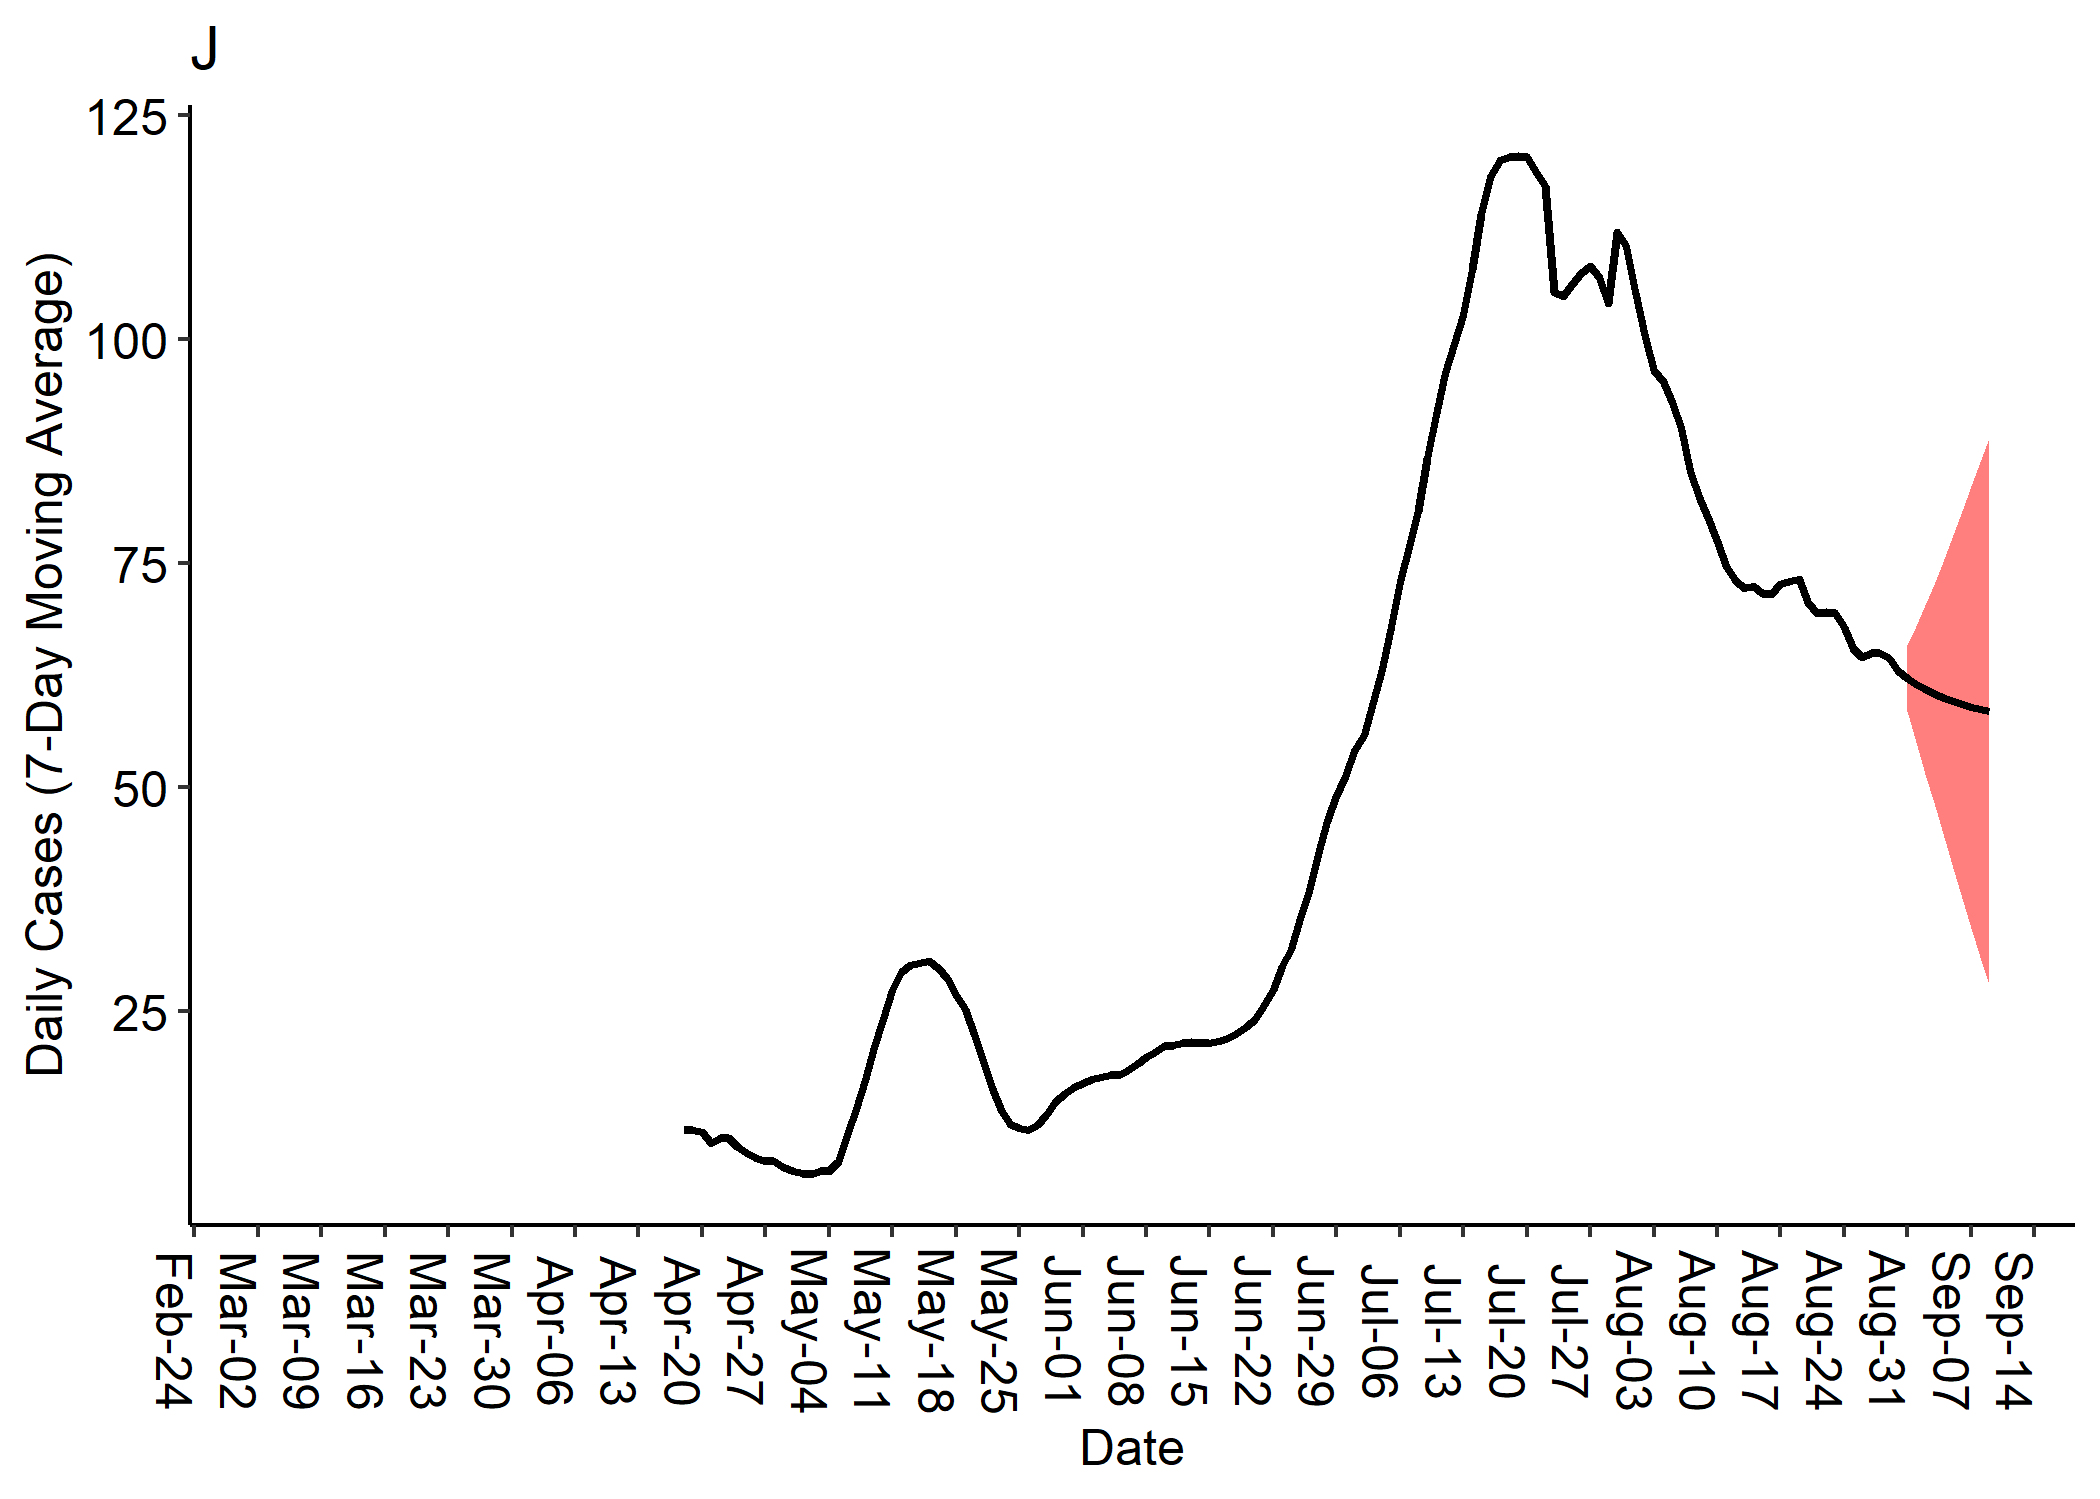 J
Daily Cases (7-Day Moving Average)
125
100
75
50
25
Feb-24
Mar-02
Mar-09
Mar-16
Mar-23
Mar-30
Apr-06
Apr-13
Apr-20
Apr-27
May-04
May-11
May-18
May-25
Jun-01
Jun-08
Jun-15
Jun-22
Jun-29
Jul-06
Jul-13
Jul-20
Jul-27
Aug-03
Aug-10
Aug-17
Aug-24
Aug-31
Sep-07
Sep-14
Date